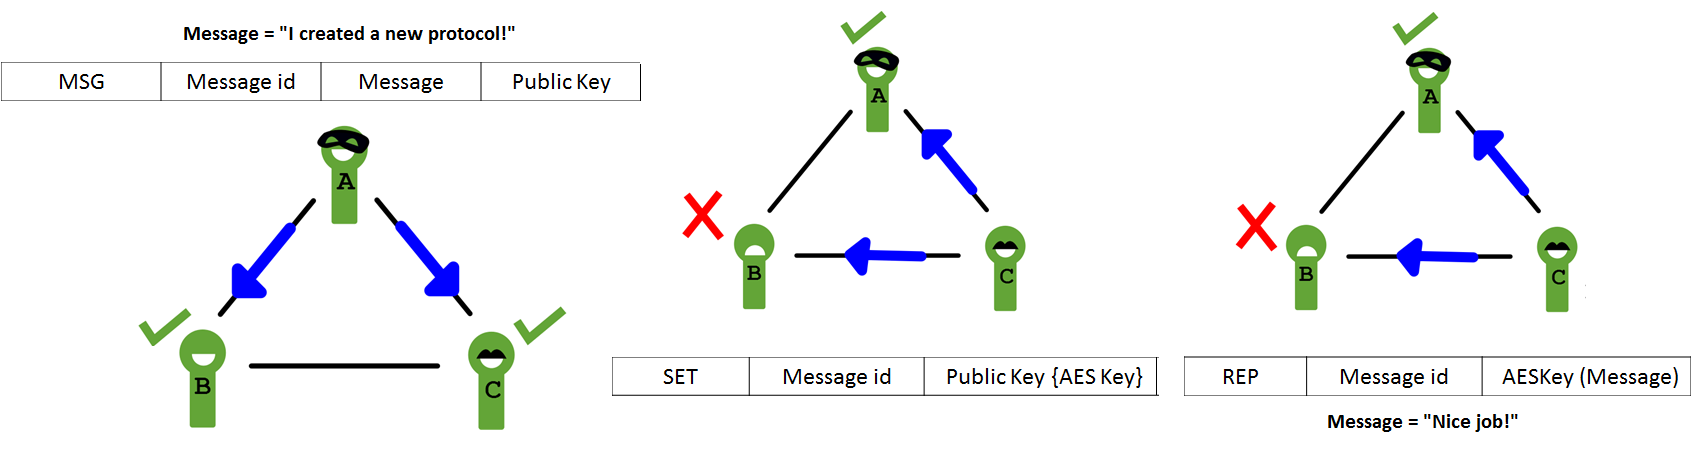 Message = "I created a new protocol!"
MSG Message id Message Public Key
A
B
C
A
B
C
SET Message id Public Key {AES Key}
A
B
C
REP Message id AESKey (Message)
Message = "Nice job!"